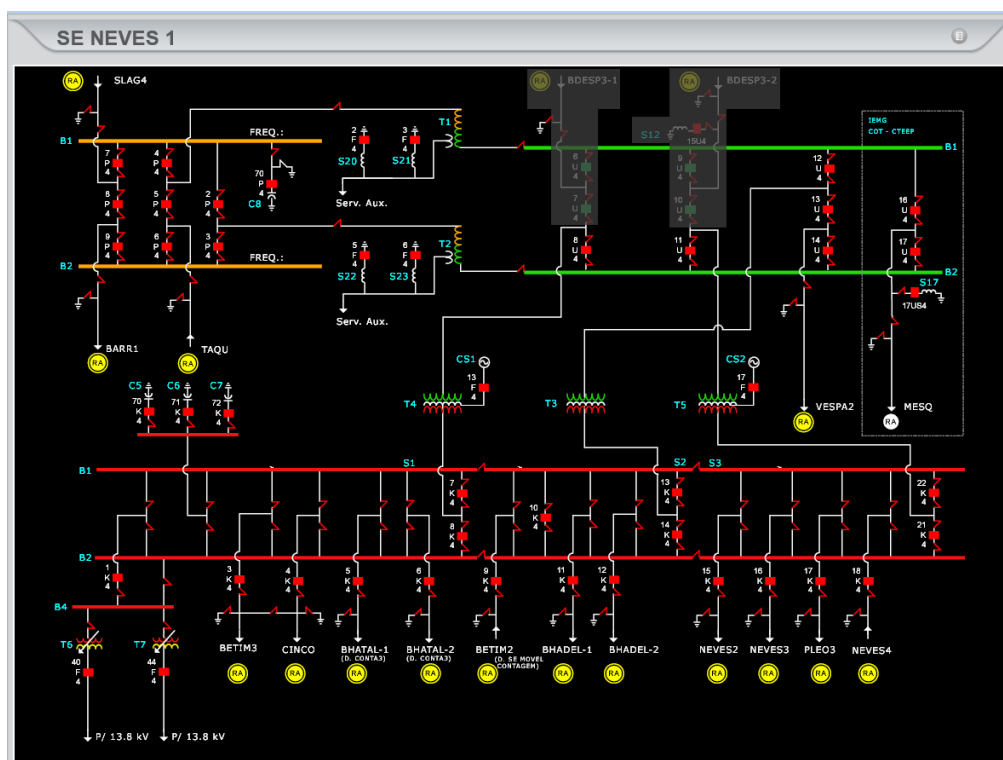 SE NEVES 1
RA SLAG4
RA BDESP3-1
RA BDESP3-2
IEMG
COT - CTEEP
T1
B1 FREQ.: B1
2 F 4
3 F 4
S20 S21
S12
15U4
7 P 4
4 P 4
2 P 4
70 P 4
C8
8 P 4
5 P 4
9 P 4
6 P 4
3 P 4
Serv. Aux.
6 U 4
7 U 4
8 U 4
9 U 4
10 U 4
11 U 4
12 U 4
13 U 4
14 U 4
16 U 4
17 U 4
T2
5 F 4
6 F 4
B2 FREQ.: B2
S22 S23
S17
17US4
Serv. Aux.
BARR1 TAQU
RA RA
CS1 CS2
13 F 4
17 F 4
C5 C6 C7
70 K 4
71 K 4
72 K 4
T4 T3 T5
VESPA2 MESQ
RA RA
B1 S1 S2 S3
7 K 4
8 K 4
10 K 4
13 K 4
14 K 4
22 K 4
21 K 4
B2
1 K 4
3 K 4
4 K 4
5 K 4
6 K 4
9 K 4
11 K 4
12 K 4
15 K 4
16 K 4
17 K 4
18 K 4
B4
T6 T7
40 F 4
44 F 4
BETIM3 CINCO BHATAL-1 BHATAL-2 BETIM2 BHADEL-1 BHADEL-2 NEVES2 NEVES3 PLEO3 NEVES4
(D. CONTA3) (D. CONTA3) (D. SE MOVEL CONTAGEM)
RA RA RA RA RA RA RA RA RA RA RA
P/ 13.8 kV P/ 13.8 kV